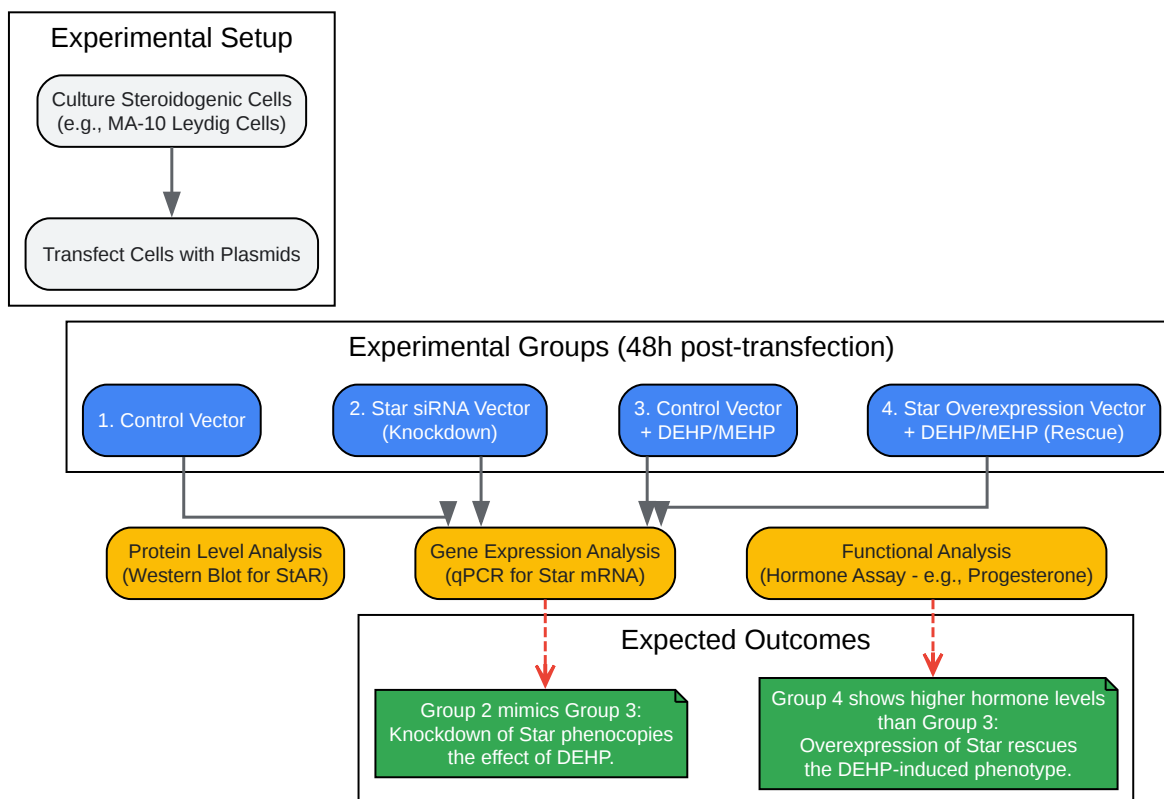 Experimental Setup
Culture Steroidogenic Cells
(e.g., MA-10 Leydig Cells)
Transfect Cells with Plasmids
Experimental Groups (48h post-transfection)
1. Control Vector
2. Star siRNA Vector
(Knockdown)
3. Control Vector
+ DEHP/MEHP
4. Star Overexpression Vector
+ DEHP/MEHP (Rescue)
Protein Level Analysis
(Western Blot for StAR)
Gene Expression Analysis
(qPCR for Star mRNA)
Functional Analysis
(Hormone Assay - e.g., Progesterone)
Expected Outcomes
Group 2 mimics Group 3:
Knockdown of Star phenocopies
the effect of DEHP.
Group 4 shows higher hormone levels
than Group 3:
Overexpression of Star rescues
the DEHP-induced phenotype.